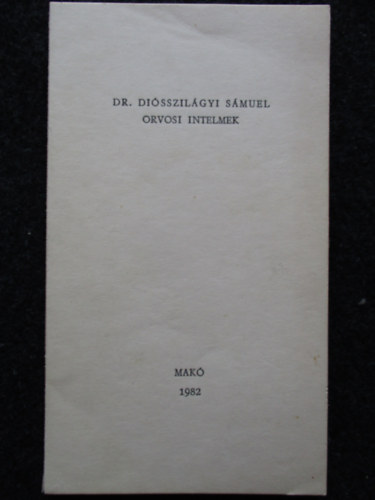 DR. DIÓSSZILÁGYI SÁMUEL
ORVOSI INTELMEK
MAKÓ
1982